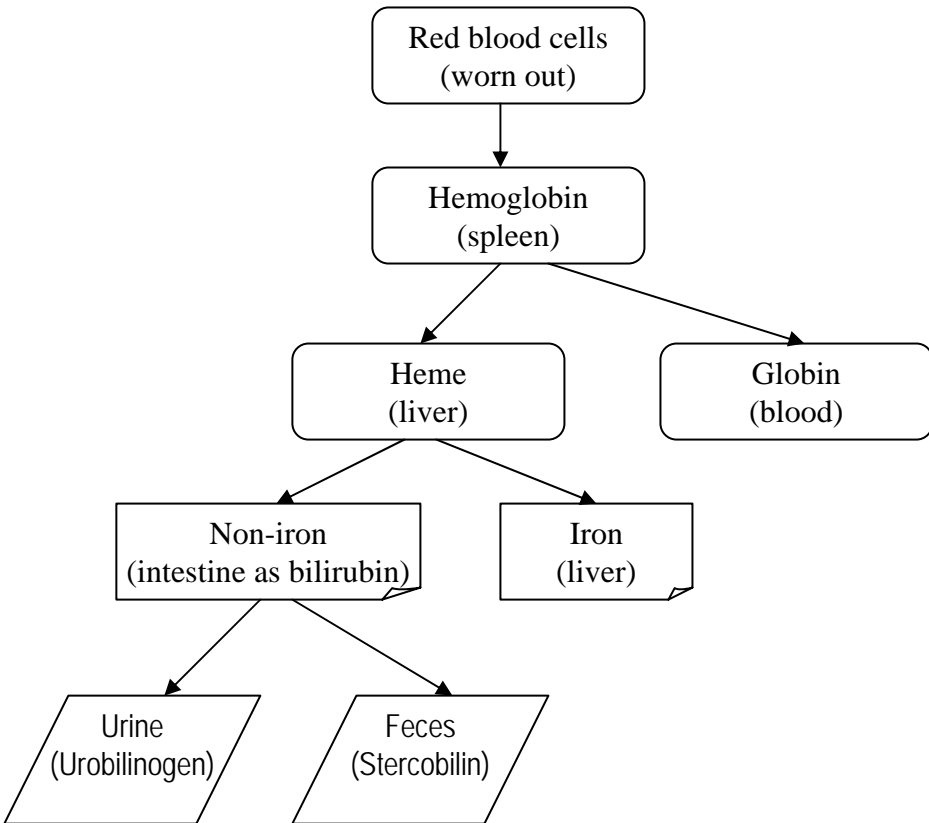 Red blood cells
(worn out)
Hemoglobin
(spleen)
Heme
(liver)
Globin
(blood)
Non-iron
(intestine as bilirubin)
Iron
(liver)
Urine
(Urobilinogen)
Feces
(Stercobilin)